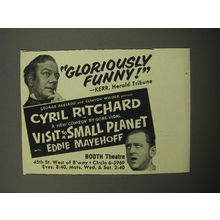 "GLORIOUSLY
FUNNY!"
—KERR, Herald Tribune
GEORGE AXELROD and CLINTON WILDER present
CYRIL RITCHARD
A NEW COMEDY BY GORE VIDAL
VISIT TO A SMALL PLANET
with EDDIE MAYEHOFF
BOOTH Theatre
45th St. West of B'way • Circle 6-5969
Eves. 8:40, Mats. Wed. & Sat. 2:40